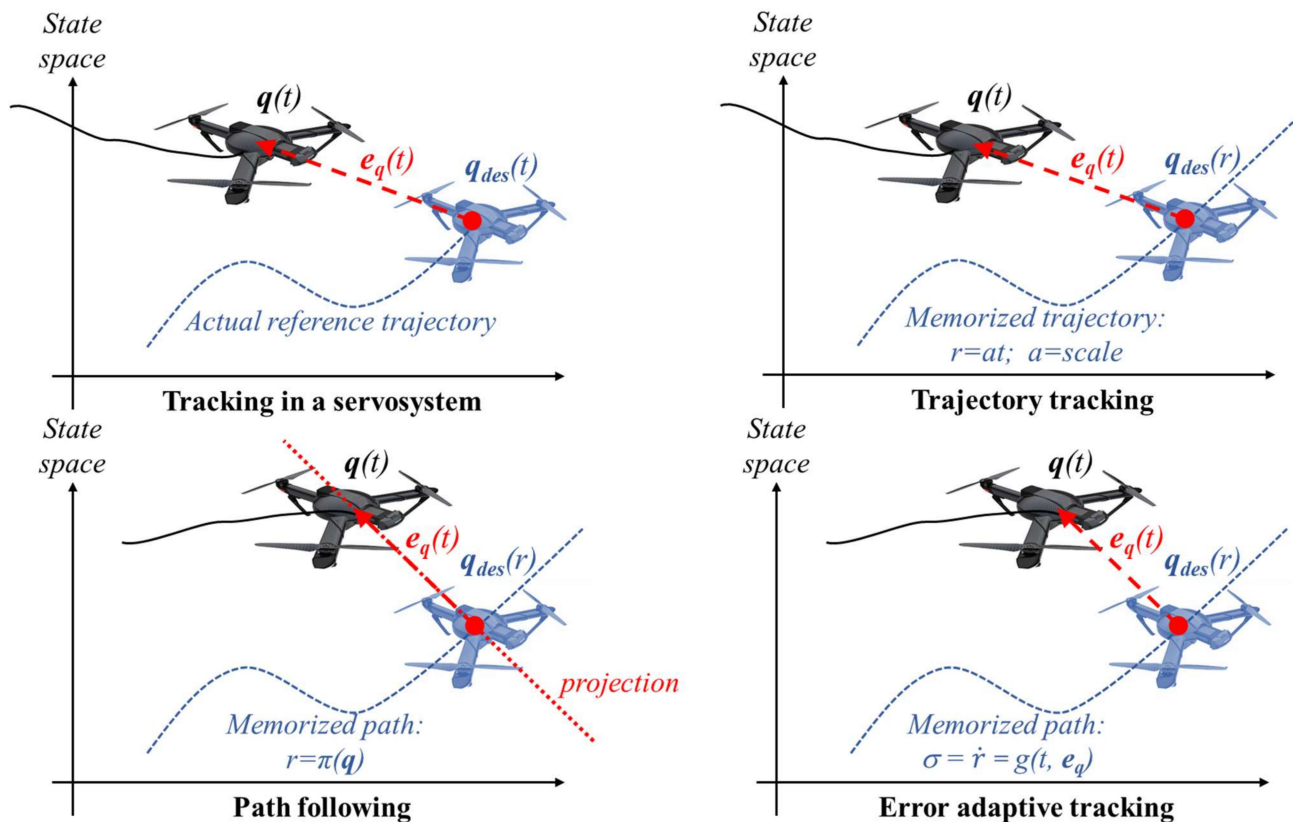 State
space
q(t)
e_q(t)
q_des(t)
Actual reference trajectory
Tracking in a servosystem
State
space
q(t)
e_q(t)
q_des(r)
Memorized trajectory:
r=at; a=scale
Trajectory tracking
State
space
q(t)
e_q(t)
q_des(r)
projection
Memorized path:
r=π(q)
Path following
State
space
q(t)
e_q(t)
q_des(r)
Memorized path:
σ = ṙ = g(t, e_q)
Error adaptive tracking